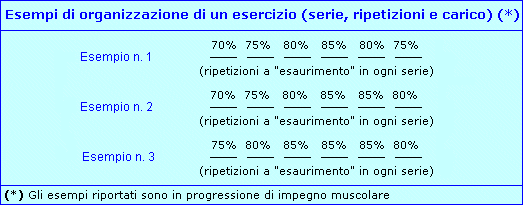 Esempi di organizzazione di un esercizio (serie, ripetizioni e carico) (*)
70% 75% 80% 85% 80% 75%
Esempio n. 1
(ripetizioni a "esaurimento" in ogni serie)
70% 75% 80% 85% 85% 80%
Esempio n. 2
(ripetizioni a "esaurimento" in ogni serie)
75% 80% 85% 85% 85% 80%
Esempio n. 3
(ripetizioni a "esaurimento" in ogni serie)
(*) Gli esempi riportati sono in progressione di impegno muscolare